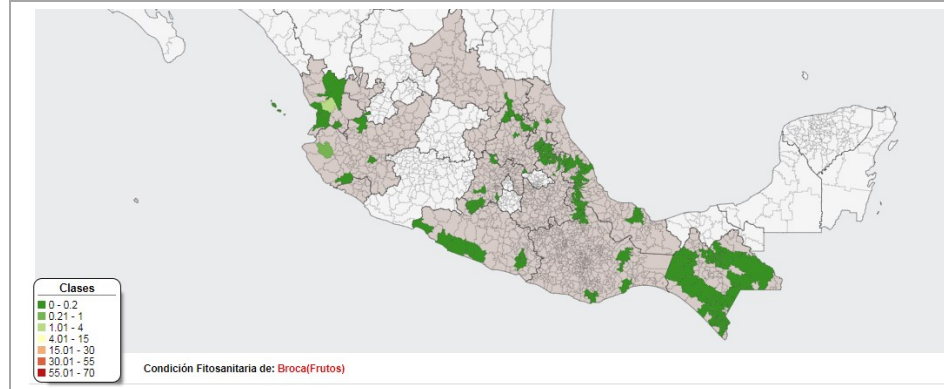 Clases
0 - 0.2
0.21 - 1
1.01 - 4
4.01 - 15
15.01 - 30
30.01 - 55
55.01 - 70
Condición Fitosanitaria de: Broca(Frutos)